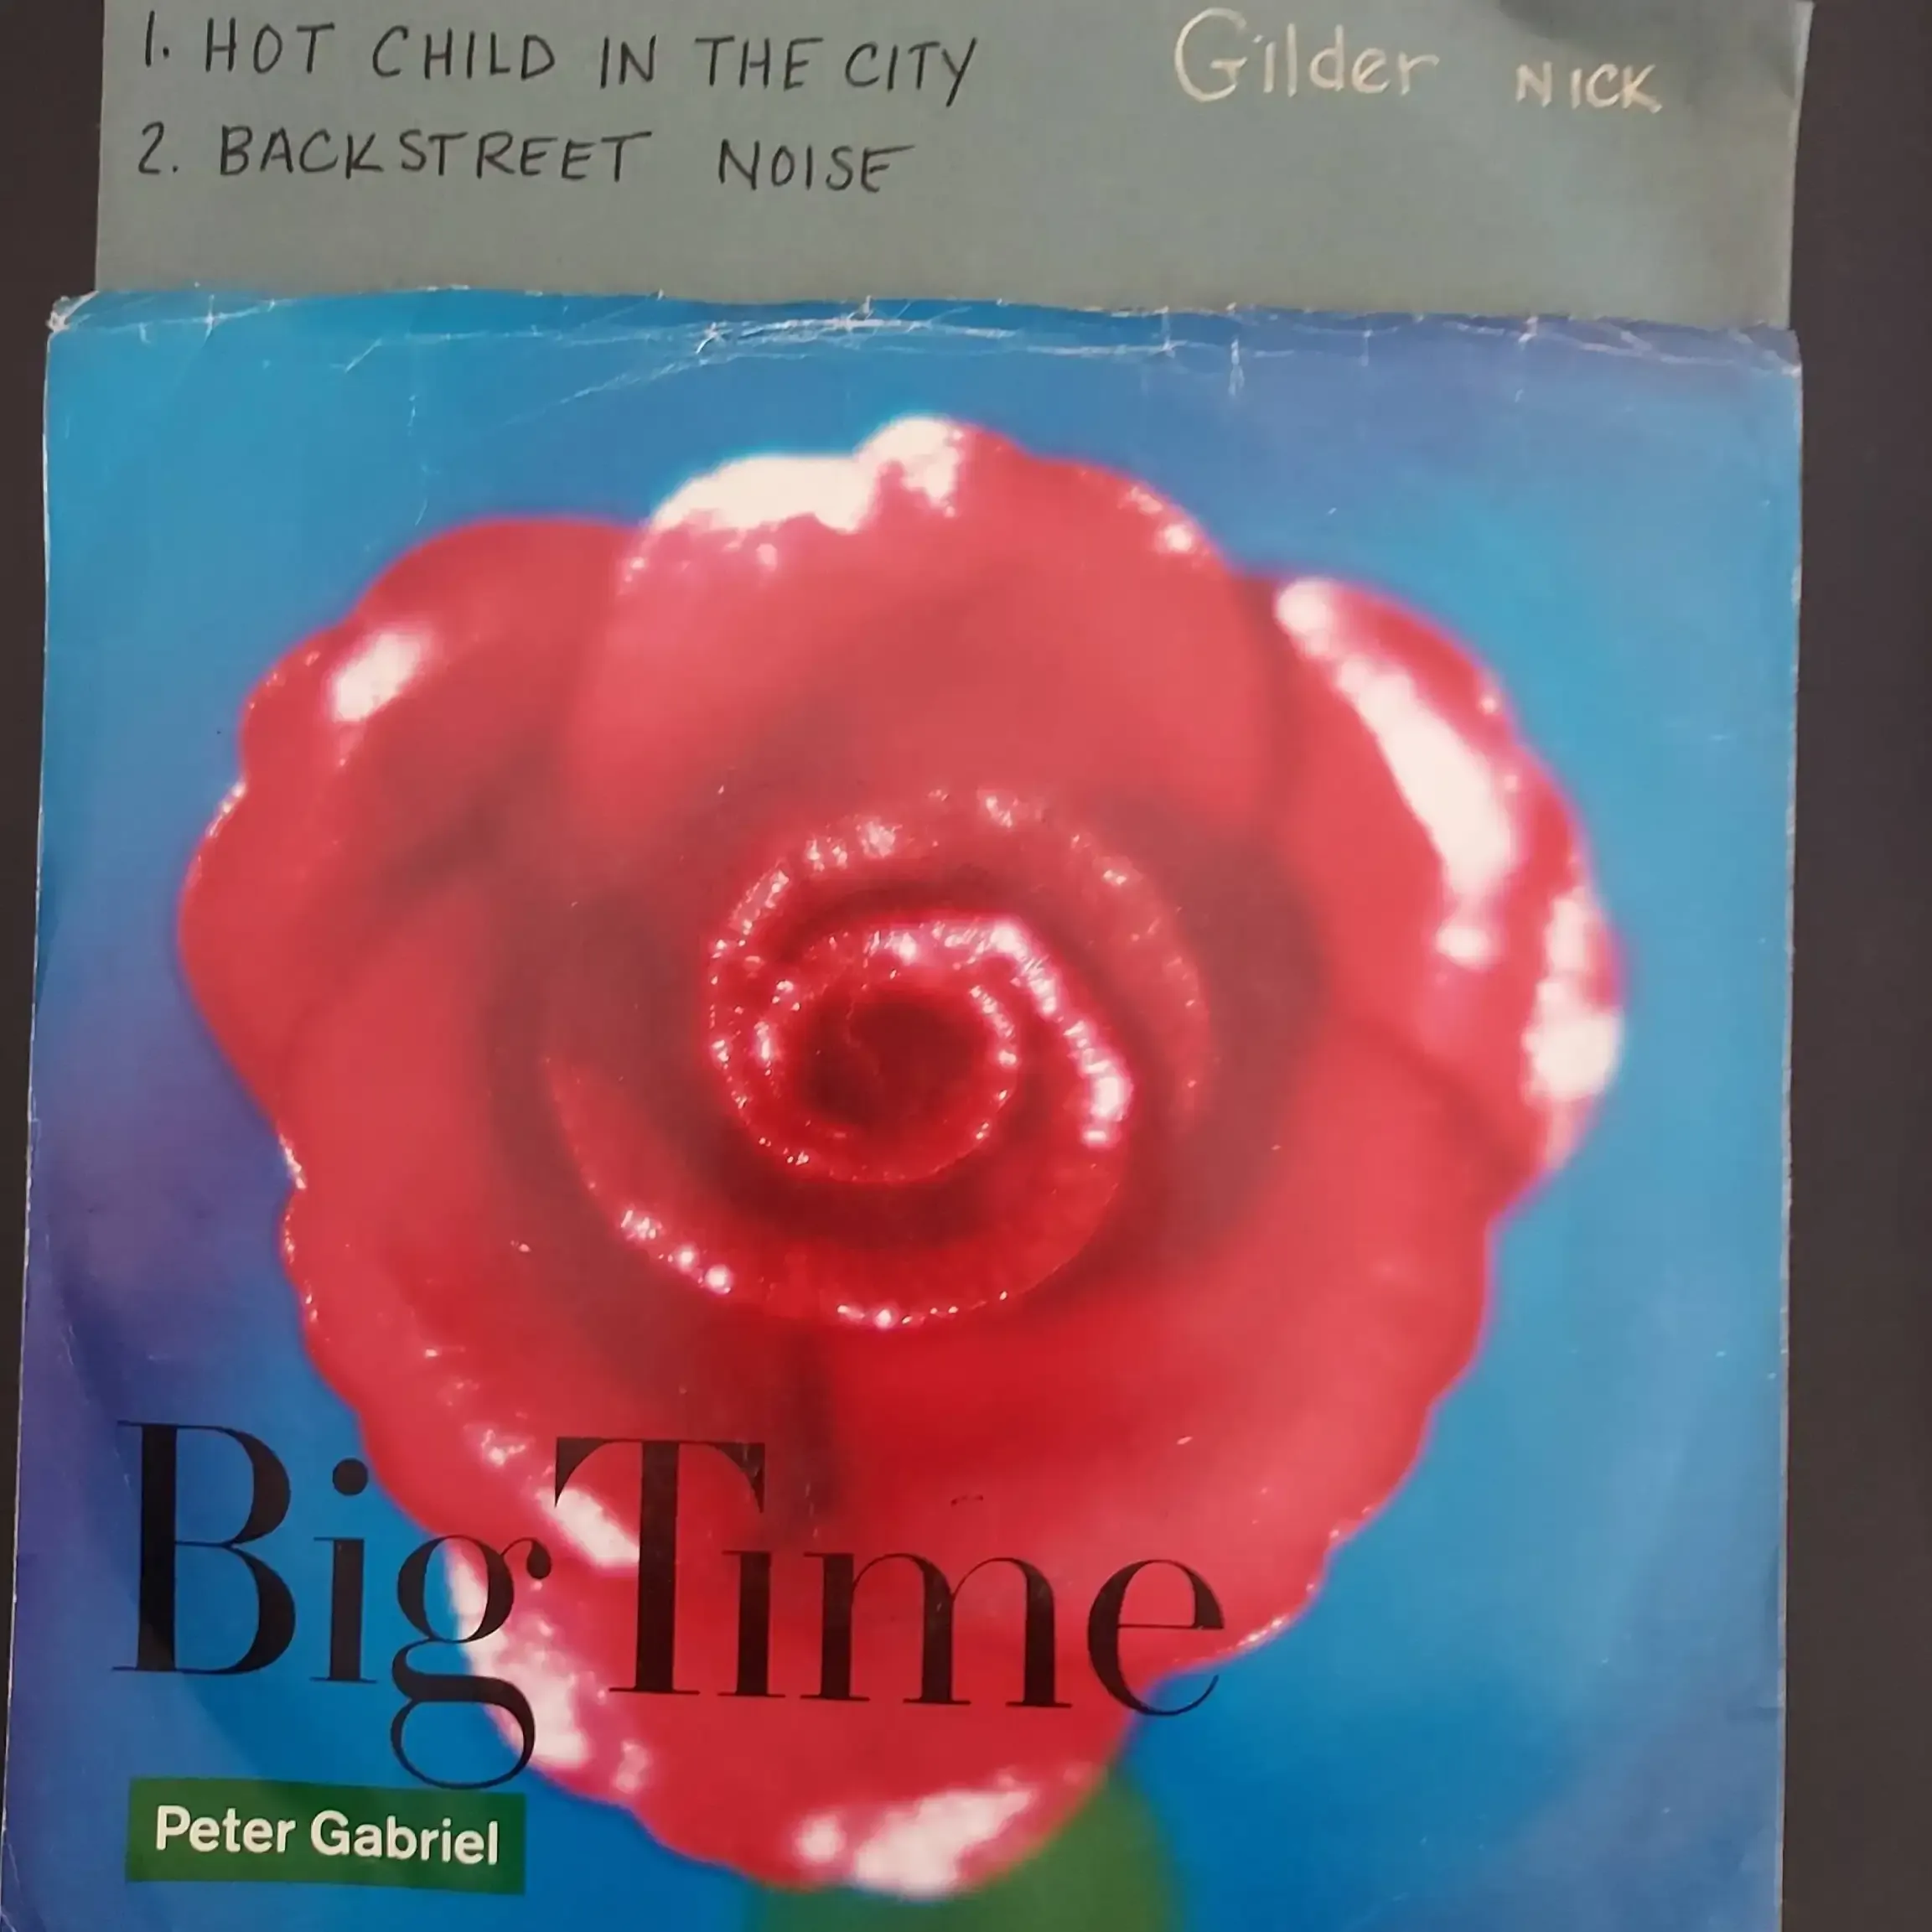 1. HOT CHILD IN THE CITY Gilder NICK
2. BACKSTREET NOISE
Big Time
Peter Gabriel